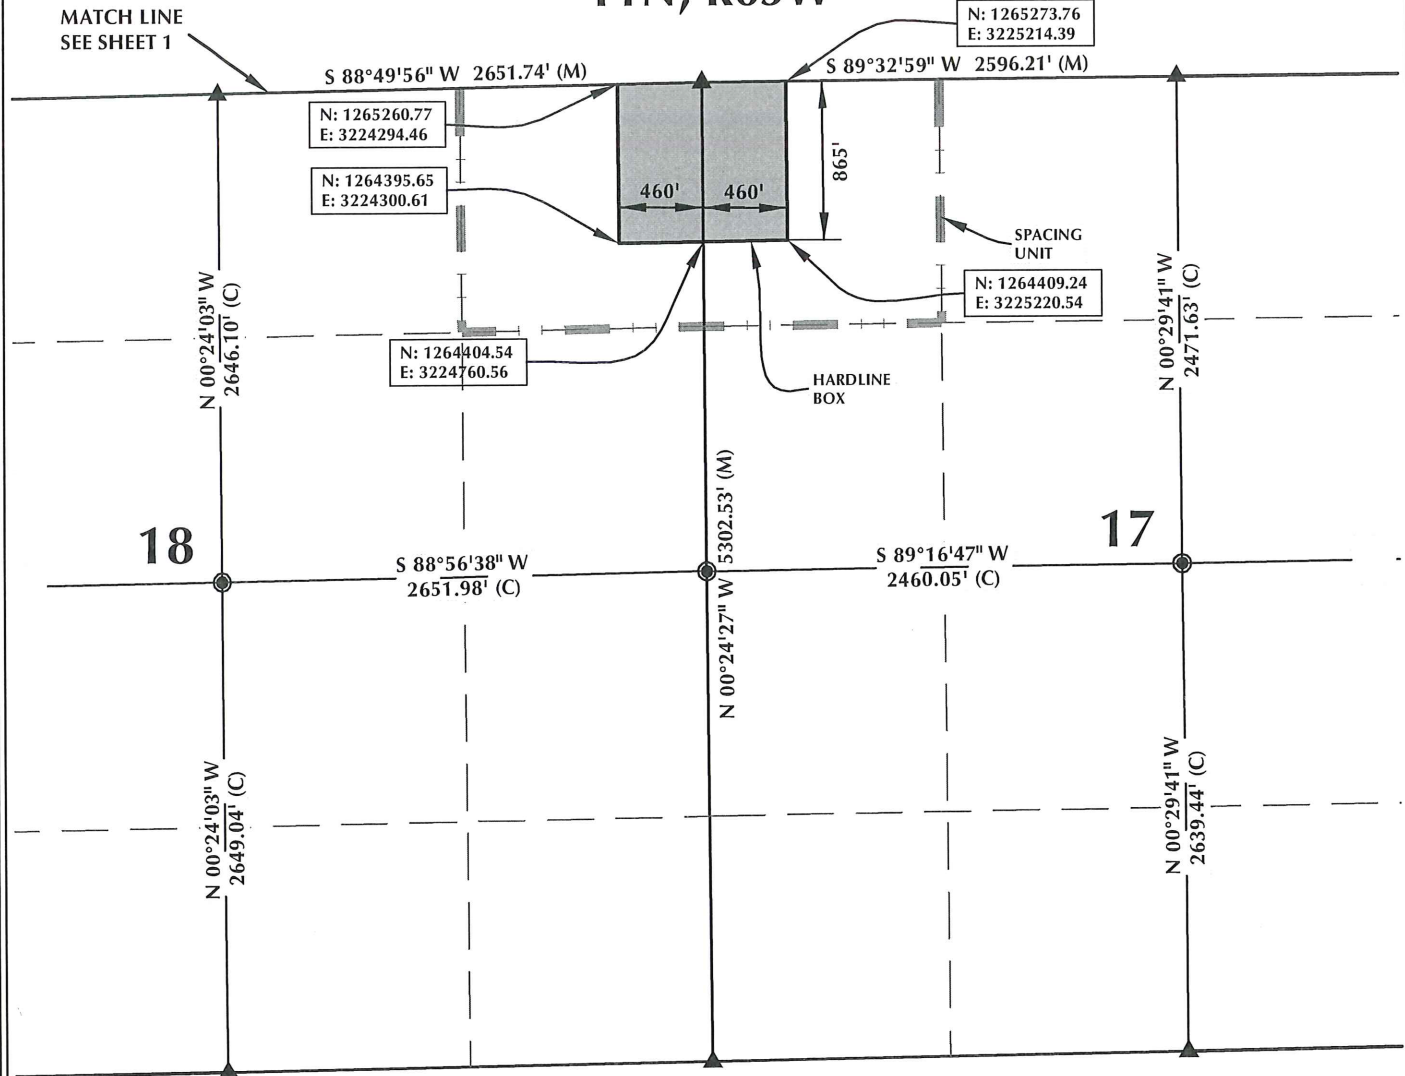 N: 1265273.76
E: 3225214.39
MATCH LINE
SEE SHEET 1
S 88°49'56" W 2651.74' (M)
S 89°32'59" W 2596.21' (M)
N: 1265260.77
E: 3224294.46
865'
N: 1264395.65
E: 3224300.61
460'
460'
SPACING
UNIT
N: 1264409.24
E: 3225220.54
N 00°24'03" W
2646.10' (C)
N 00°29'41" W
2471.63' (C)
N: 1264404.54
E: 3224760.56
HARDLINE
BOX
18
17
S 88°56'38" W
2651.98' (C)
S 89°16'47" W
2460.05' (C)
N 00°24'27" W 5302.53' (M)
N 00°24'03" W
2649.04' (C)
N 00°29'41" W
2639.44' (C)